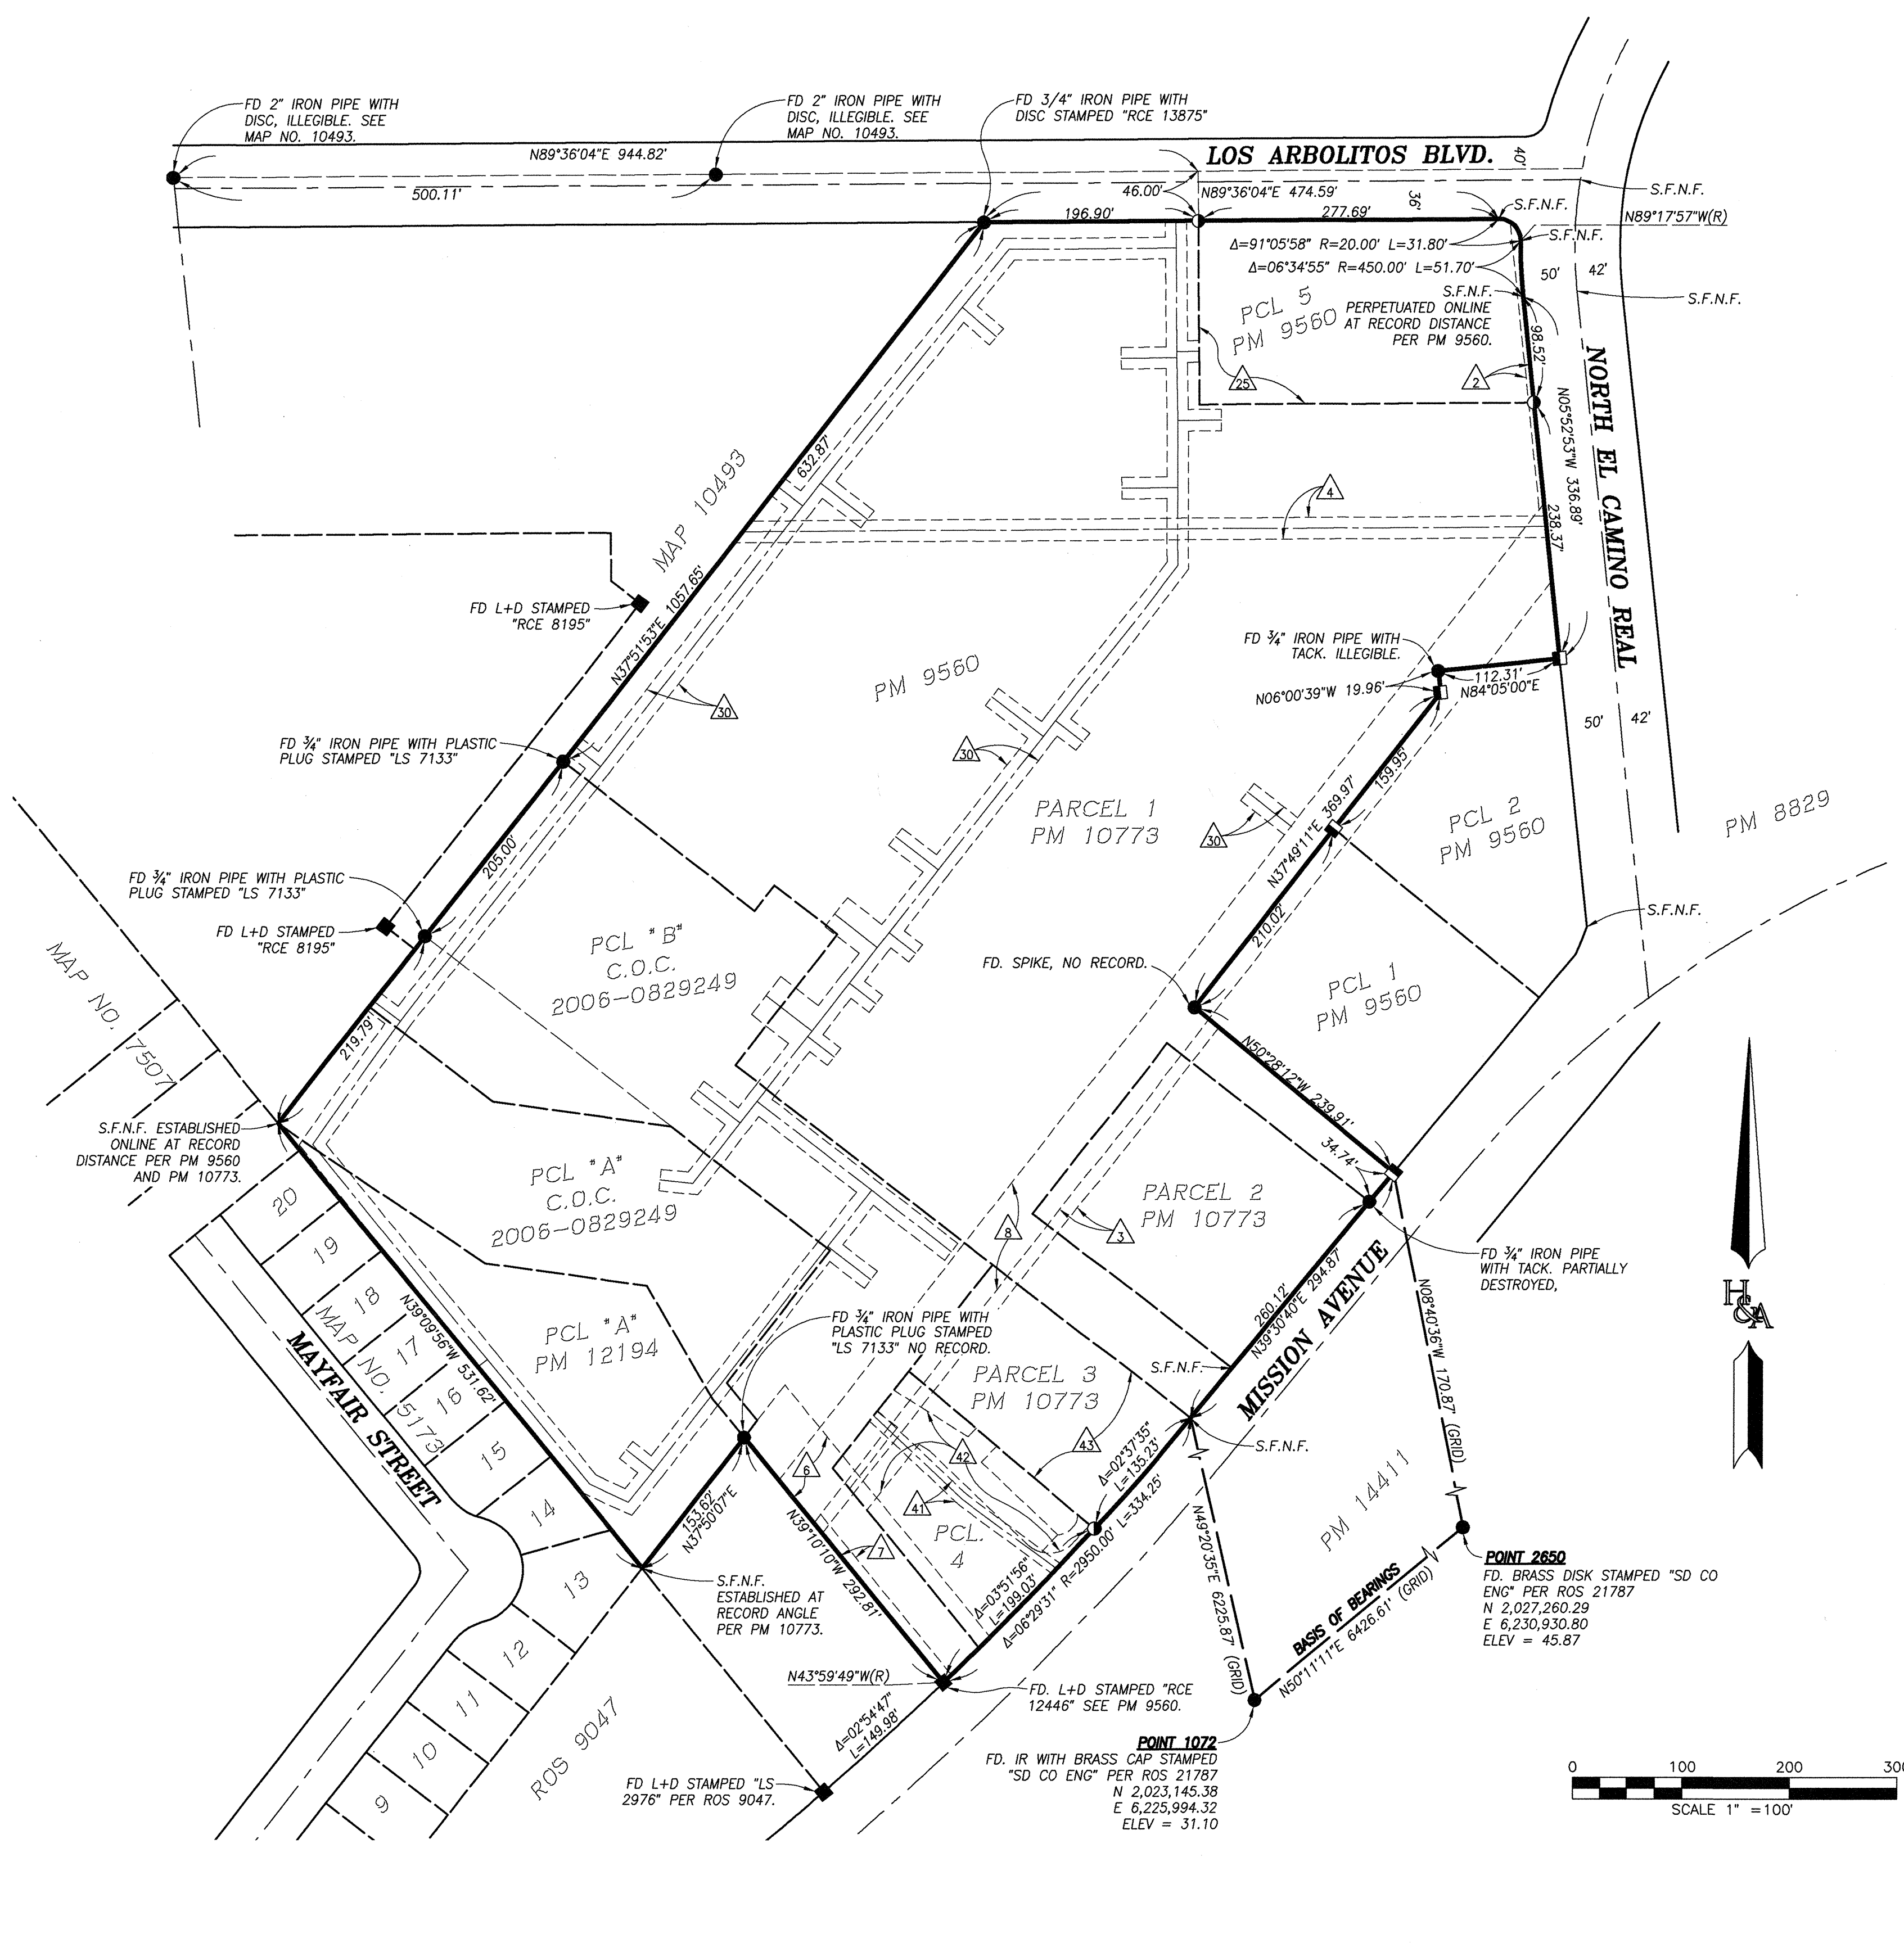 FD 2" IRON PIPE WITH
DISC, ILLEGIBLE. SEE
MAP NO. 10493.
FD 2" IRON PIPE WITH
DISC, ILLEGIBLE. SEE
MAP NO. 10493.
FD 3/4" IRON PIPE WITH
DISC STAMPED "RCE 13875"
N89°36'04"E 944.82'
500.11'
LOS ARBOLITOS BLVD.
40'
46.00'
N89°36'04"E 474.59'
196.90'
277.69'
36'
S.F.N.F.
S.F.N.F.
N89°17'57"W(R)
S.F.N.F.
Δ=91°05'58" R=20.00' L=31.80'
Δ=06°34'55" R=450.00' L=51.70'
50'
42'
S.F.N.F.
S.F.N.F.
PERPETUATED ONLINE
AT RECORD DISTANCE
PER PM 9560.
PCL 5
PM 9560
98.52'
25
2
NORTH EL CAMINO REAL
N05°52'53"W 336.89'
238.37'
632.87'
MAP 10493
4
FD L+D STAMPED
"RCE 8195"
N37°51'53"E 1057.65'
FD ¾" IRON PIPE WITH
TACK. ILLEGIBLE.
112.31'
N84°05'00"E
N06°00'39"W 19.96'
PM 9560
30
50'
42'
FD ¾" IRON PIPE WITH PLASTIC
PLUG STAMPED "LS 7133"
30
159.95'
N37°49'11"E 369.97'
PARCEL 1
PM 10773
30
PCL 2
PM 9560
PM 8829
205.00'
FD ¾" IRON PIPE WITH PLASTIC
PLUG STAMPED "LS 7133"
FD L+D STAMPED
"RCE 8195"
210.02'
S.F.N.F.
PCL "B"
C.O.C.
2006-0829249
FD. SPIKE, NO RECORD.
PCL 1
PM 9560
MAP NO.
7507
219.79'
N50°28'12"W
239.91'
S.F.N.F. ESTABLISHED
ONLINE AT RECORD
DISTANCE PER PM 9560
AND PM 10773.
34.74'
PCL "A"
C.O.C.
2006-0829249
PARCEL 2
PM 10773
8
3
20
19
18
17
16
15
14
13
12
11
10
9
FD ¾" IRON PIPE
WITH TACK. PARTIALLY
DESTROYED,
H&A
MAP NO.
5173
N39°09'56"W 531.62'
MAYFAIR STREET
PCL "A"
PM 12194
FD ¾" IRON PIPE WITH
PLASTIC PLUG STAMPED
"LS 7133" NO RECORD.
260.12'
N39°30'40"E 294.87'
MISSION AVENUE
S.F.N.F.
N08°40'36"W 170.87' (GRID)
PARCEL 3
PM 10773
S.F.N.F.
6
42
43
41
7
Δ=02°37'35"
L=135.23'
PCL.
4
153.62'
N37°50'07"E
N39°10'10"W 292.81'
Δ=03°51'56"
L=199.03'
Δ=06°29'31" R=2950.00' L=334.25'
N49°20'35"E 6225.87' (GRID)
PM 14411
S.F.N.F.
ESTABLISHED AT
RECORD ANGLE
PER PM 10773.
BASIS OF BEARINGS
N50°11'11"E 6426.61' (GRID)
POINT 2650
FD. BRASS DISK STAMPED "SD CO
ENG" PER ROS 21787
N 2,027,260.29
E 6,230,930.80
ELEV = 45.87
N43°59'49"W(R)
FD. L+D STAMPED "RCE
12446" SEE PM 9560.
Δ=02°54'47"
L=149.98'
ROS 9047
POINT 1072
FD. IR WITH BRASS CAP STAMPED
"SD CO ENG" PER ROS 21787
N 2,023,145.38
E 6,225,994.32
ELEV = 31.10
FD L+D STAMPED "LS
2976" PER ROS 9047.
0 100 200 300
SCALE 1" =100'